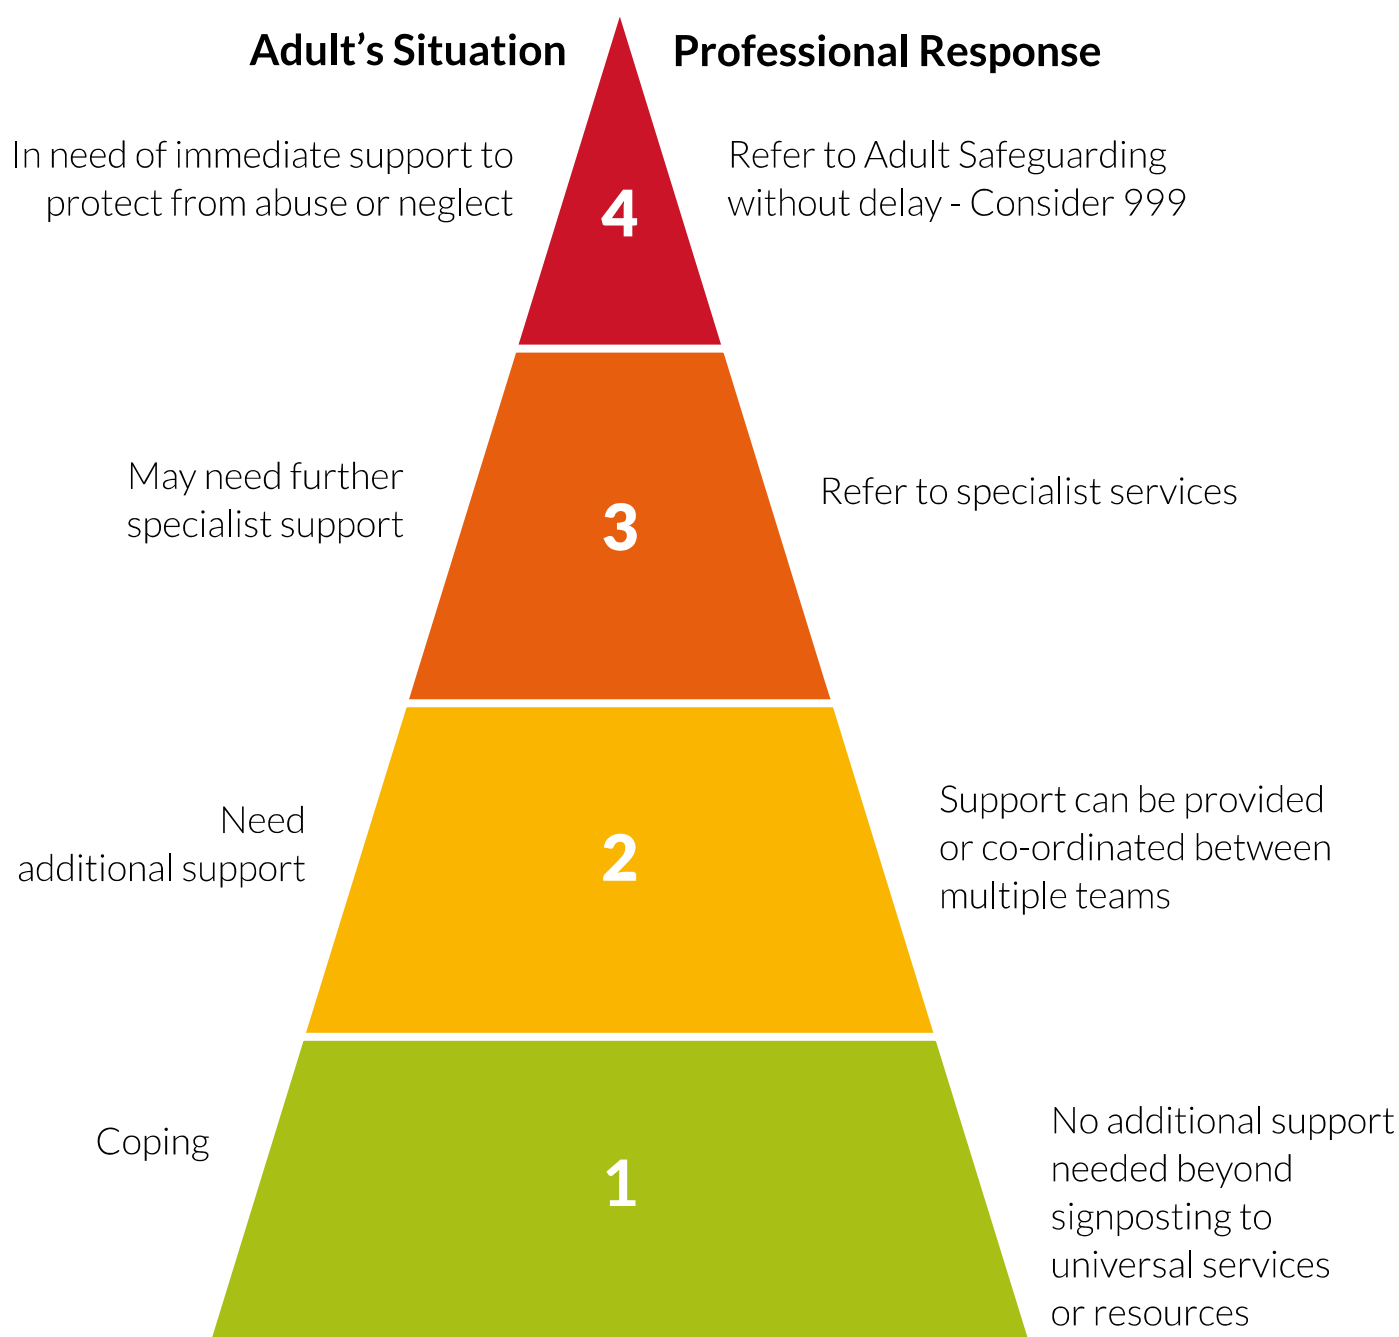 Adult’s Situation
Professional Response
In need of immediate support to
protect from abuse or neglect
4
Refer to Adult Safeguarding
without delay - Consider 999
May need further
specialist support
3
Refer to specialist services
Need
additional support
2
Support can be provided
or co-ordinated between
multiple teams
Coping
1
No additional support
needed beyond
signposting to
universal services
or resources